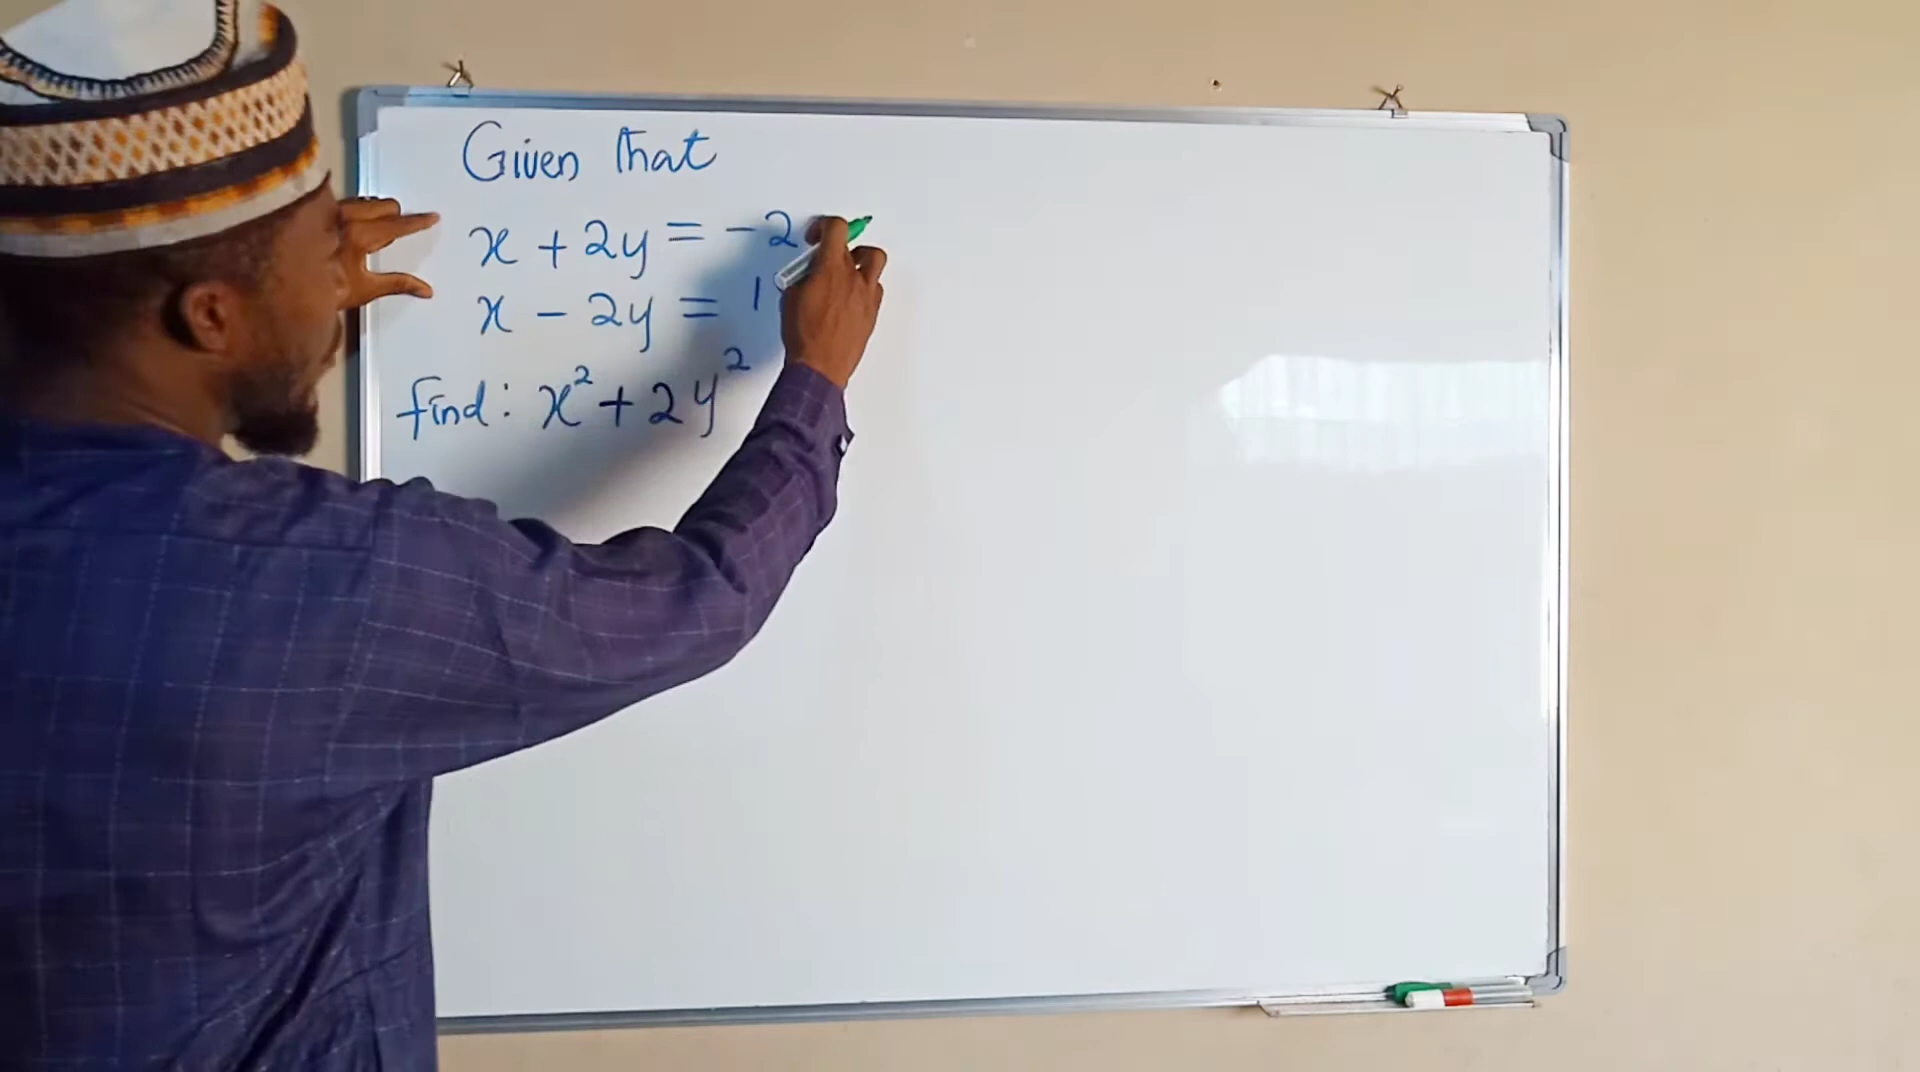 Given that
x + 2y = -2
x - 2y = 1
find: x² + 2y²